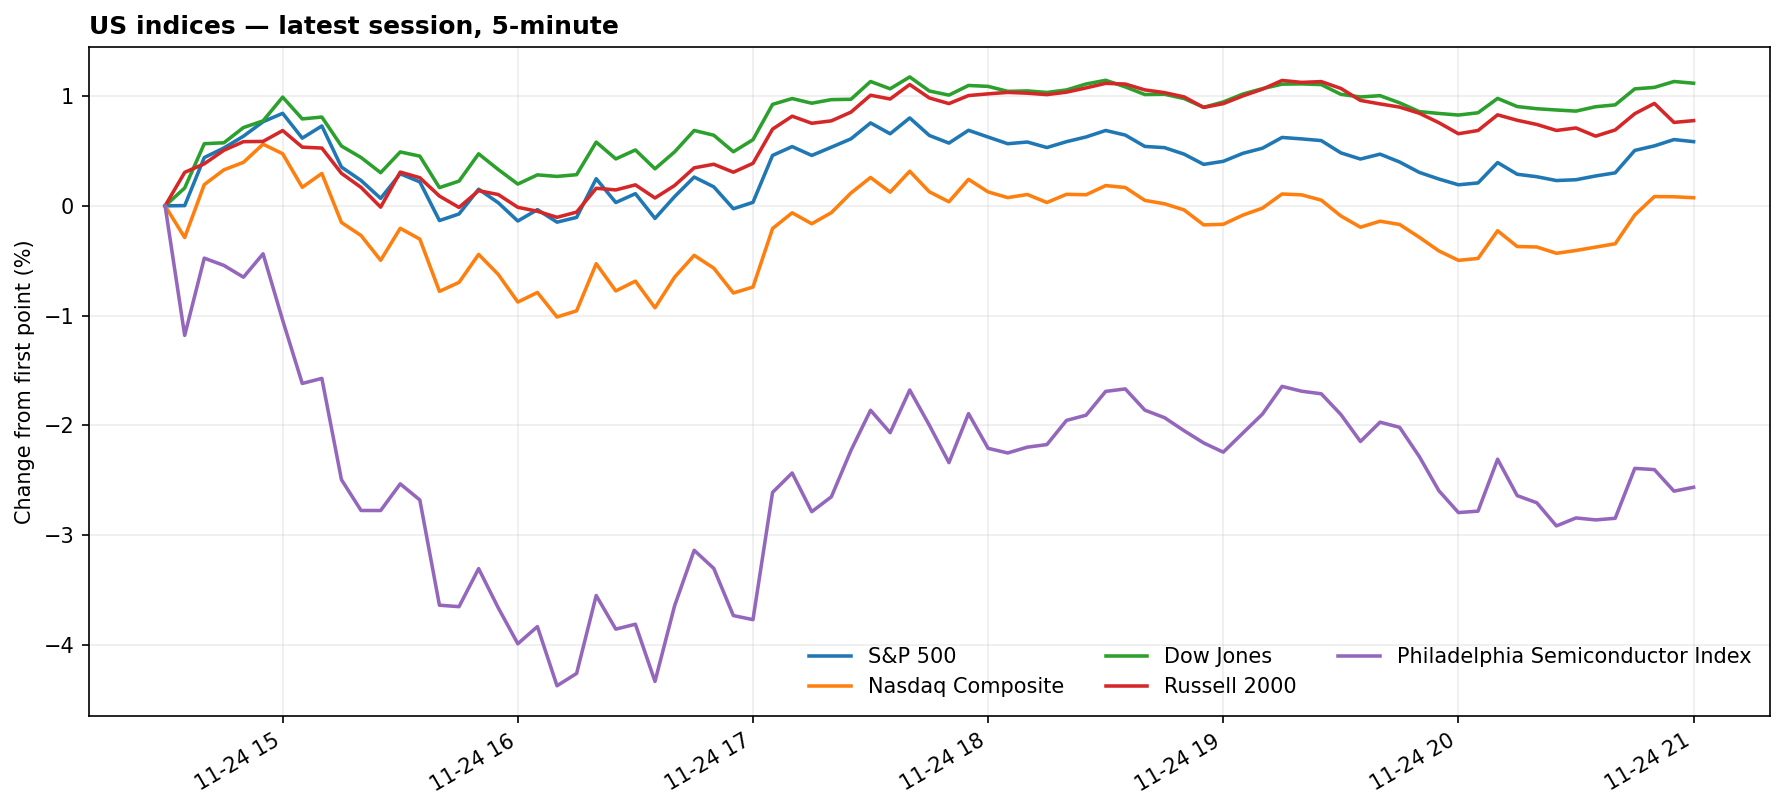 US indices — latest session, 5-minute
Change from first point (%)
1
0
−1
−2
−3
−4
S&P 500
Nasdaq Composite
Dow Jones
Russell 2000
Philadelphia Semiconductor Index
11-24 15
11-24 16
11-24 17
11-24 18
11-24 19
11-24 20
11-24 21